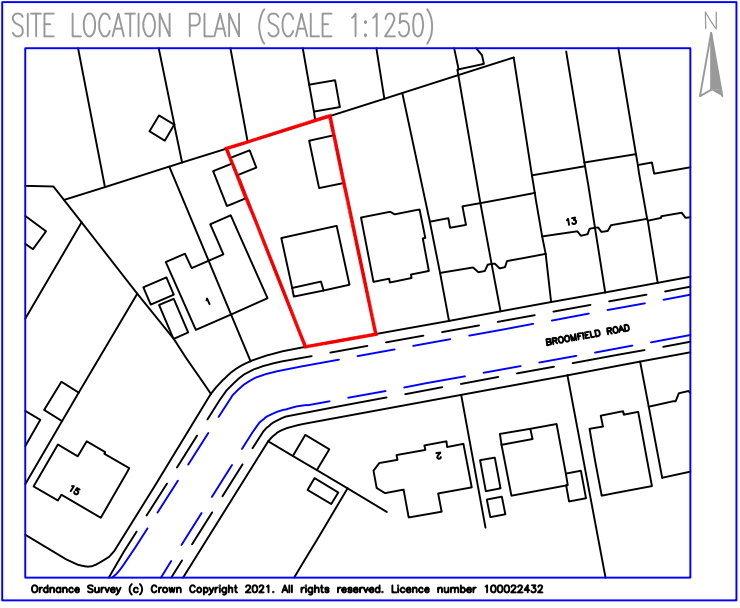 SITE LOCATION PLAN (SCALE 1:1250)
N
13
1
BROOMFIELD ROAD
2
15
Ordnance Survey (c) Crown Copyright 2021. All rights reserved. Licence number 100022432